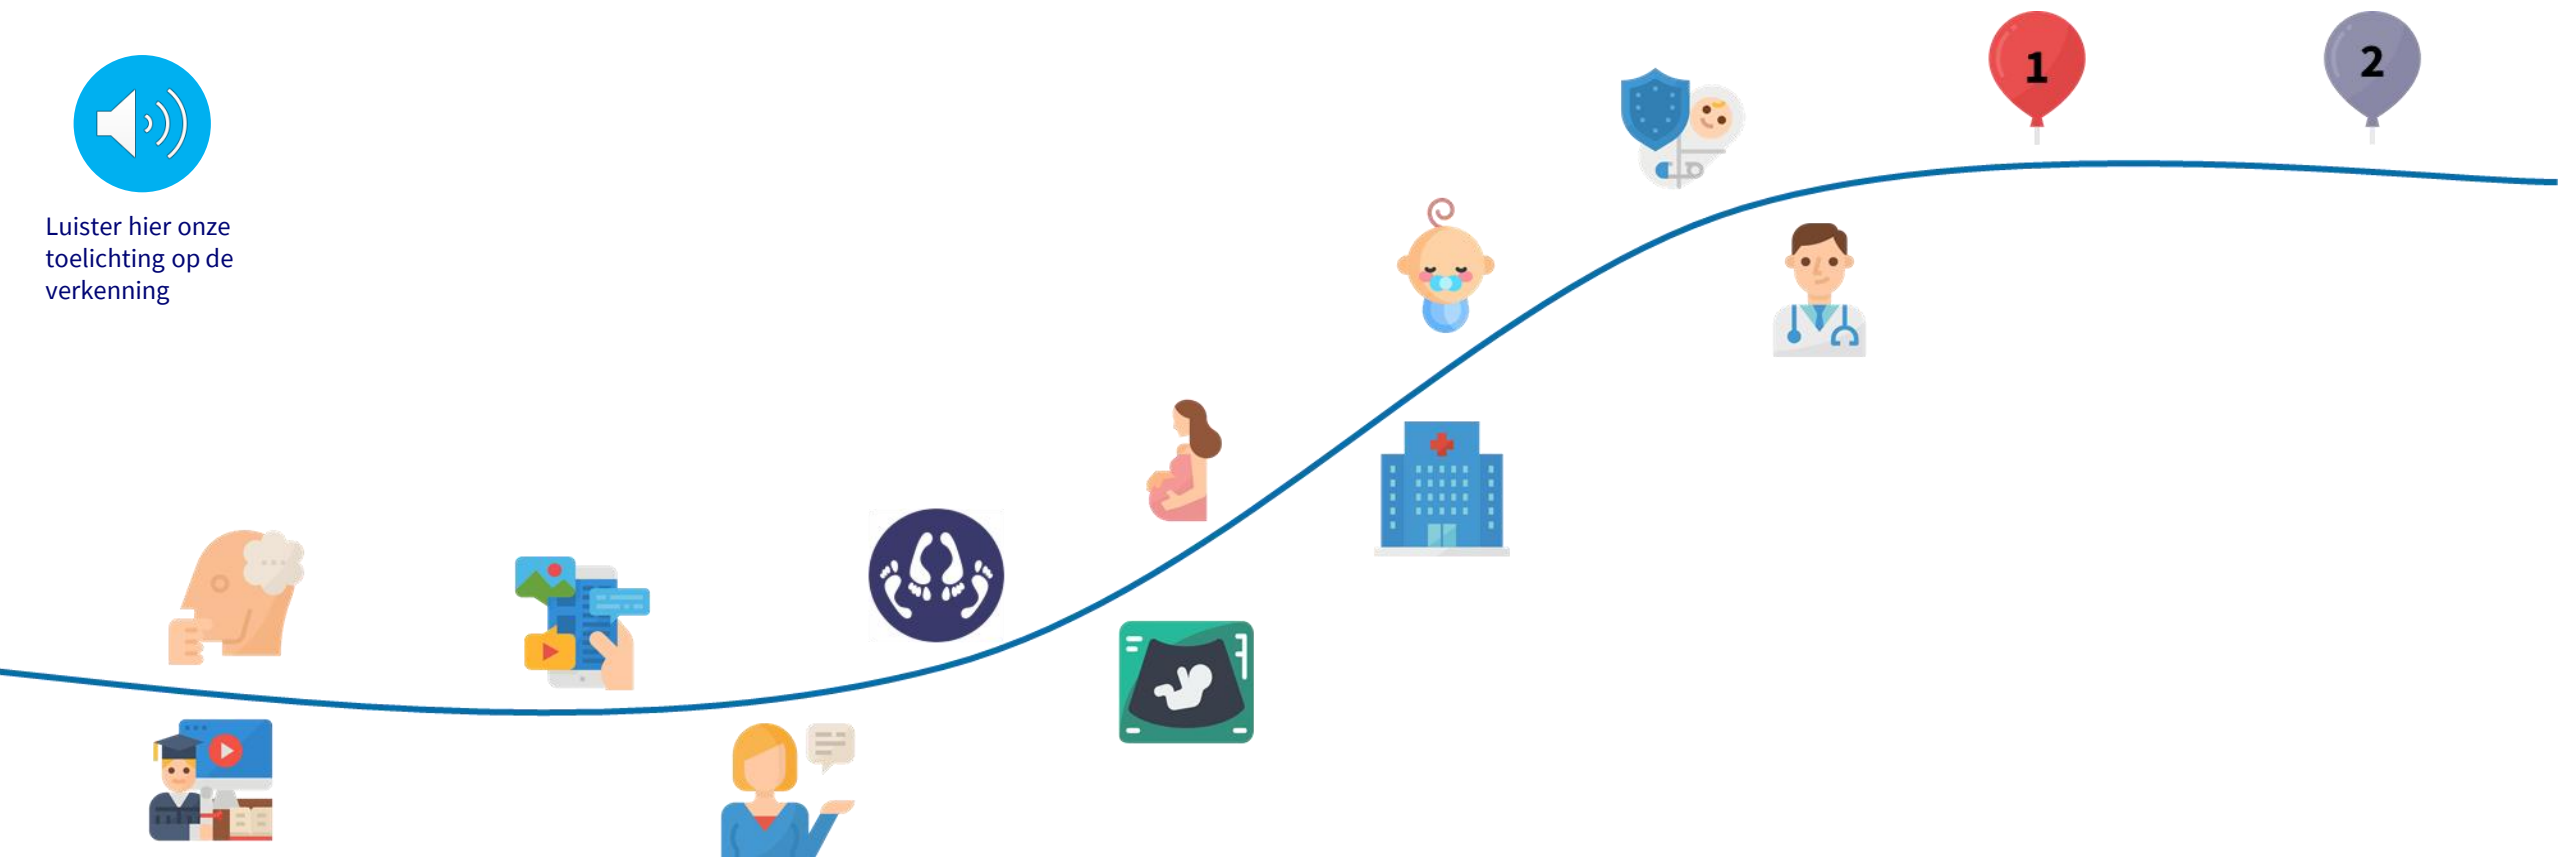 Luister hier onze
toelichting op de
verkenning
1
2